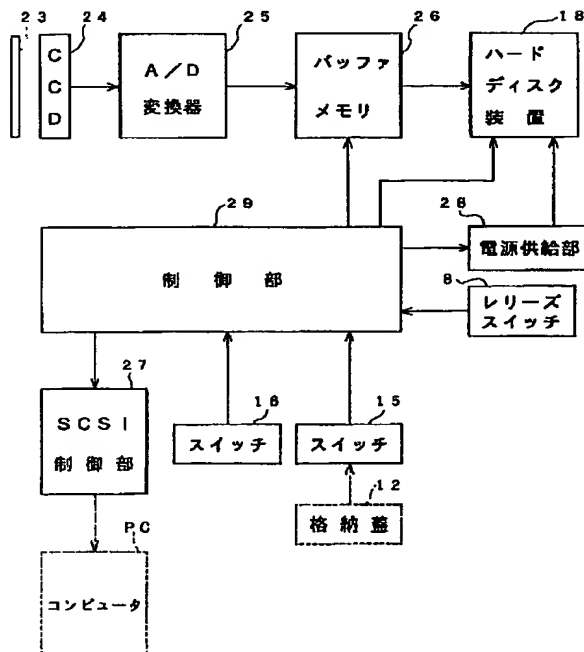 23
24
25
26
18
C
C
D
A/D
変換器
バッファ
メモリ
ハード
ディスク
装置
29
28
制御部
電源供給部
8
レリーズ
スイッチ
27
SCSI
制御部
16
スイッチ
15
スイッチ
12
格納蓋
PC
コンピュータ